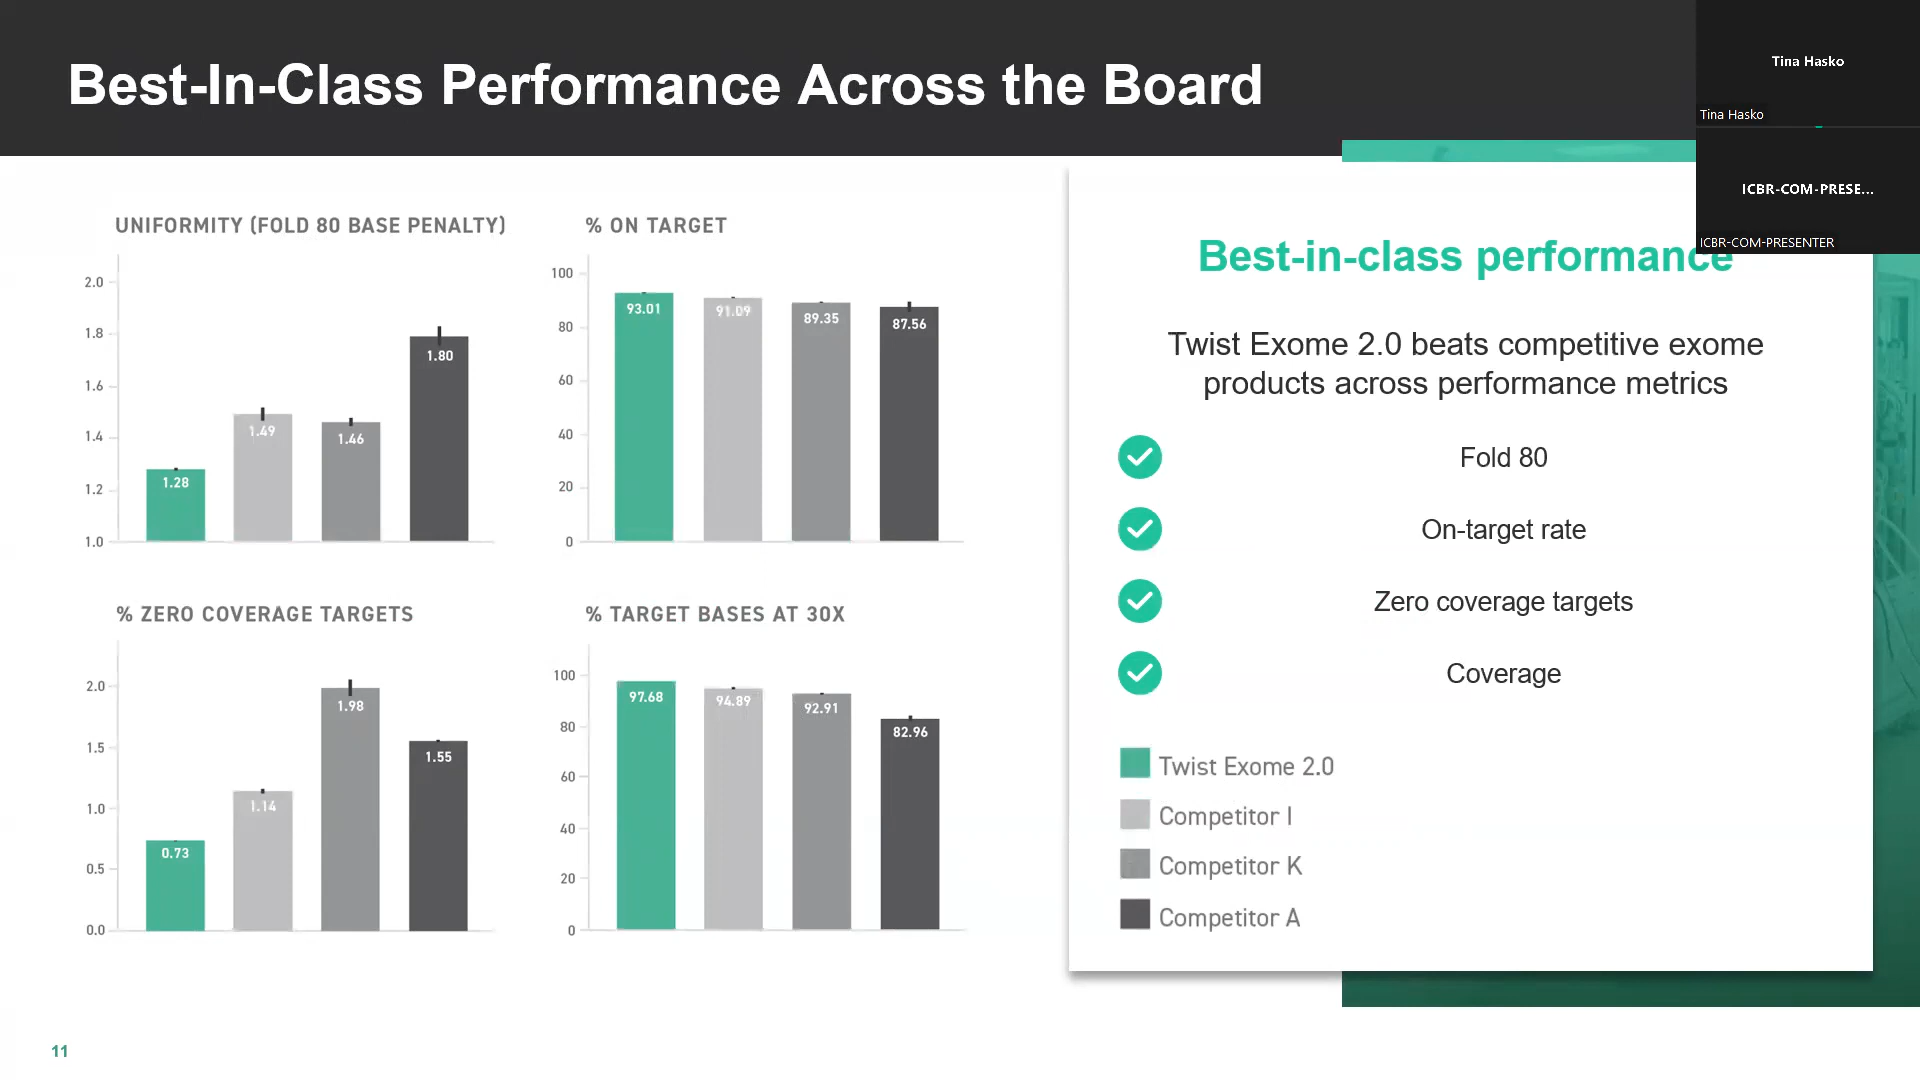 Best-In-Class Performance Across the Board
Tina Hasko
Tina Hasko
ICBR-COM-PRESE...
ICBR-COM-PRESENTER
UNIFORMITY (FOLD 80 BASE PENALTY)
2.0
1.8
1.6
1.4
1.2
1.0
1.28
1.49
1.46
1.80
% ON TARGET
100
80
60
40
20
0
93.01
91.09
89.35
87.56
% ZERO COVERAGE TARGETS
2.0
1.5
1.0
0.5
0.0
0.73
1.14
1.98
1.55
% TARGET BASES AT 30X
100
80
60
40
20
0
97.68
94.89
92.91
82.96
Best-in-class performance
Twist Exome 2.0 beats competitive exome
products across performance metrics
Fold 80
On-target rate
Zero coverage targets
Coverage
Twist Exome 2.0
Competitor I
Competitor K
Competitor A
11